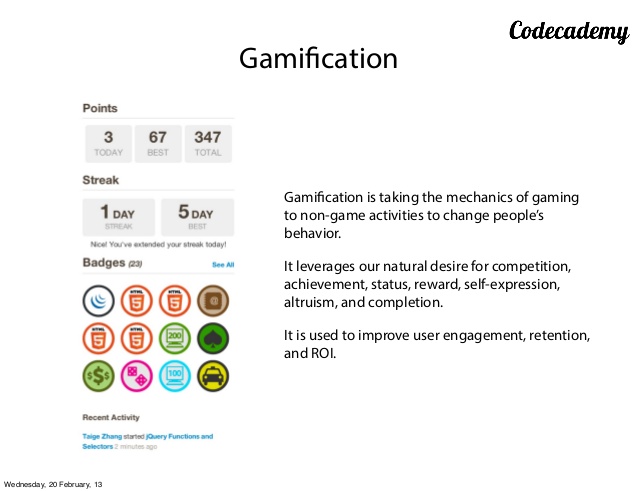 Codecademy
Gamification
Points
3 67 347
TODAY BEST TOTAL
Streak
1 DAY 5 DAY
STREAK BEST
Nice! You've extended your streak today!
Badges (23) See All
HTML HTML @
5 5
HTML HTML 200
5 5
$$$ 100
Recent Activity
Taige Zhang started jQuery Functions and
Selectors 2 minutes ago
Gamification is taking the mechanics of gaming
to non-game activities to change people's
behavior.
It leverages our natural desire for competition,
achievement, status, reward, self-expression,
altruism, and completion.
It is used to improve user engagement, retention,
and ROI.
Wednesday, 20 February, 13